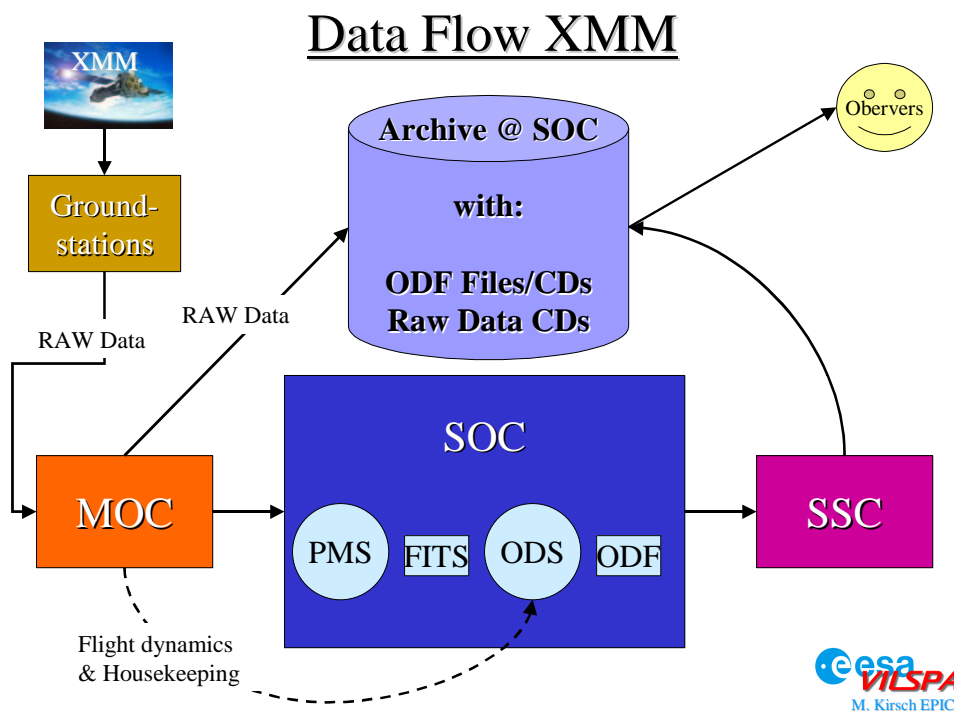 Data Flow XMM
XMM
Obervers
Archive @ SOC
with:
ODF Files/CDs
Raw Data CDs
Ground-
stations
RAW Data
RAW Data
SOC
MOC
PMS
FITS
ODS
ODF
SSC
Flight dynamics
& Housekeeping
esa
VILSPA
M. Kirsch EPIC